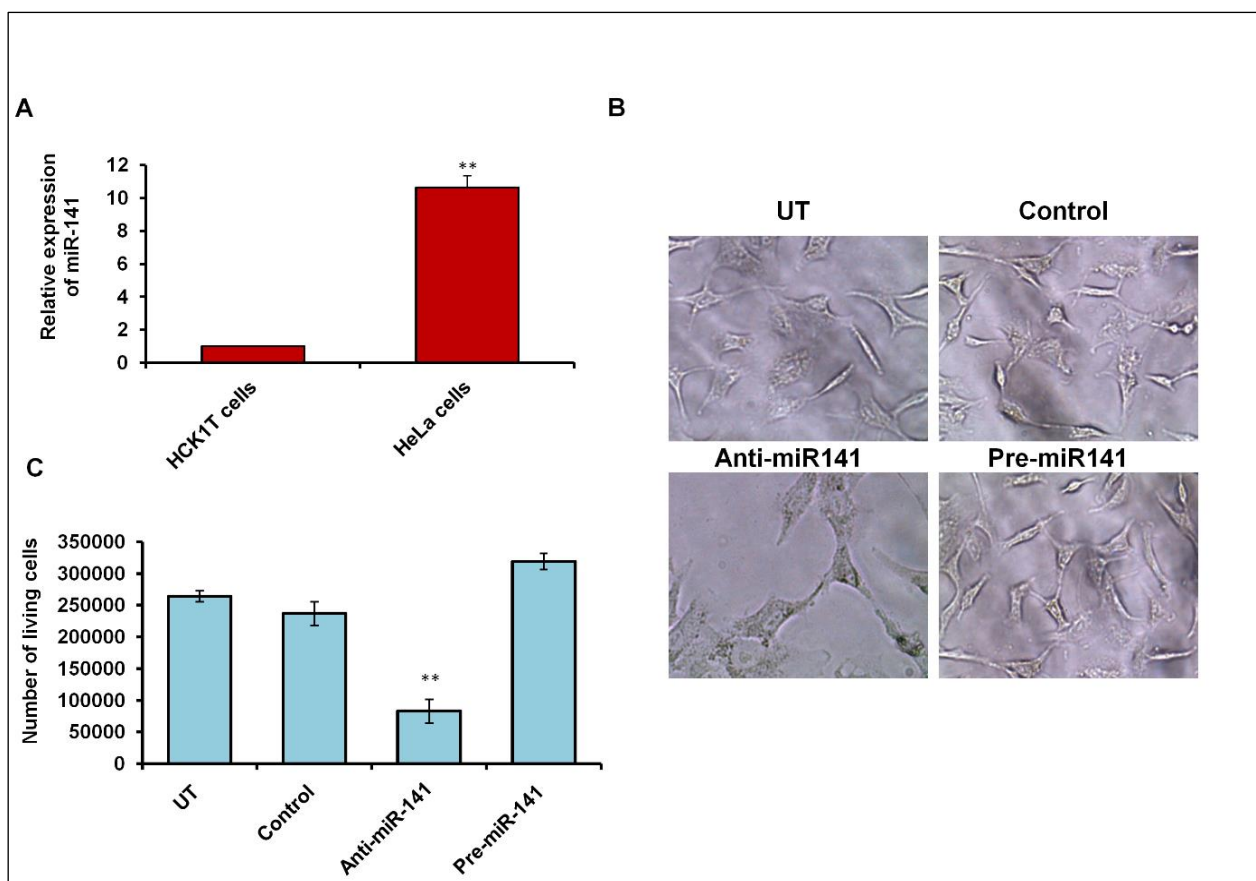 A
Relative expression
of miR-141
12
10
8
6
4
2
0
**
HCK1T cells
HeLa cells
B
UT
Control
Anti-miR141
Pre-miR141
C
Number of living cells
350000
300000
250000
200000
150000
100000
50000
0
**
UT
Control
Anti-miR-141
Pre-miR-141